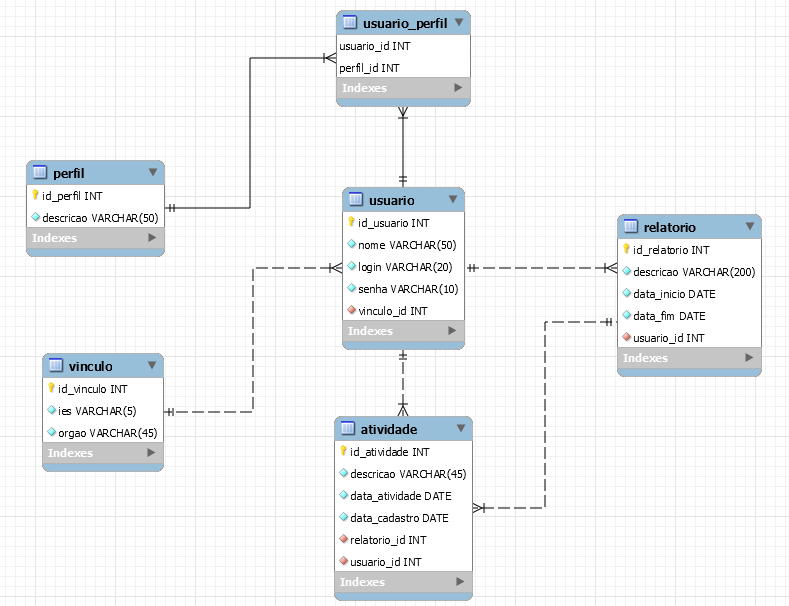 usuario_perfil
usuario_id INT
perfil_id INT
Indexes
perfil
id_perfil INT
descricao VARCHAR(50)
Indexes
usuario
id_usuario INT
nome VARCHAR(50)
login VARCHAR(20)
senha VARCHAR(10)
vinculo_id INT
Indexes
relatorio
id_relatorio INT
descricao VARCHAR(200)
data_inicio DATE
data_fim DATE
usuario_id INT
Indexes
vinculo
id_vinculo INT
ies VARCHAR(5)
orgao VARCHAR(45)
Indexes
atividade
id_atividade INT
descricao VARCHAR(45)
data_atividade DATE
data_cadastro DATE
relatorio_id INT
usuario_id INT
Indexes